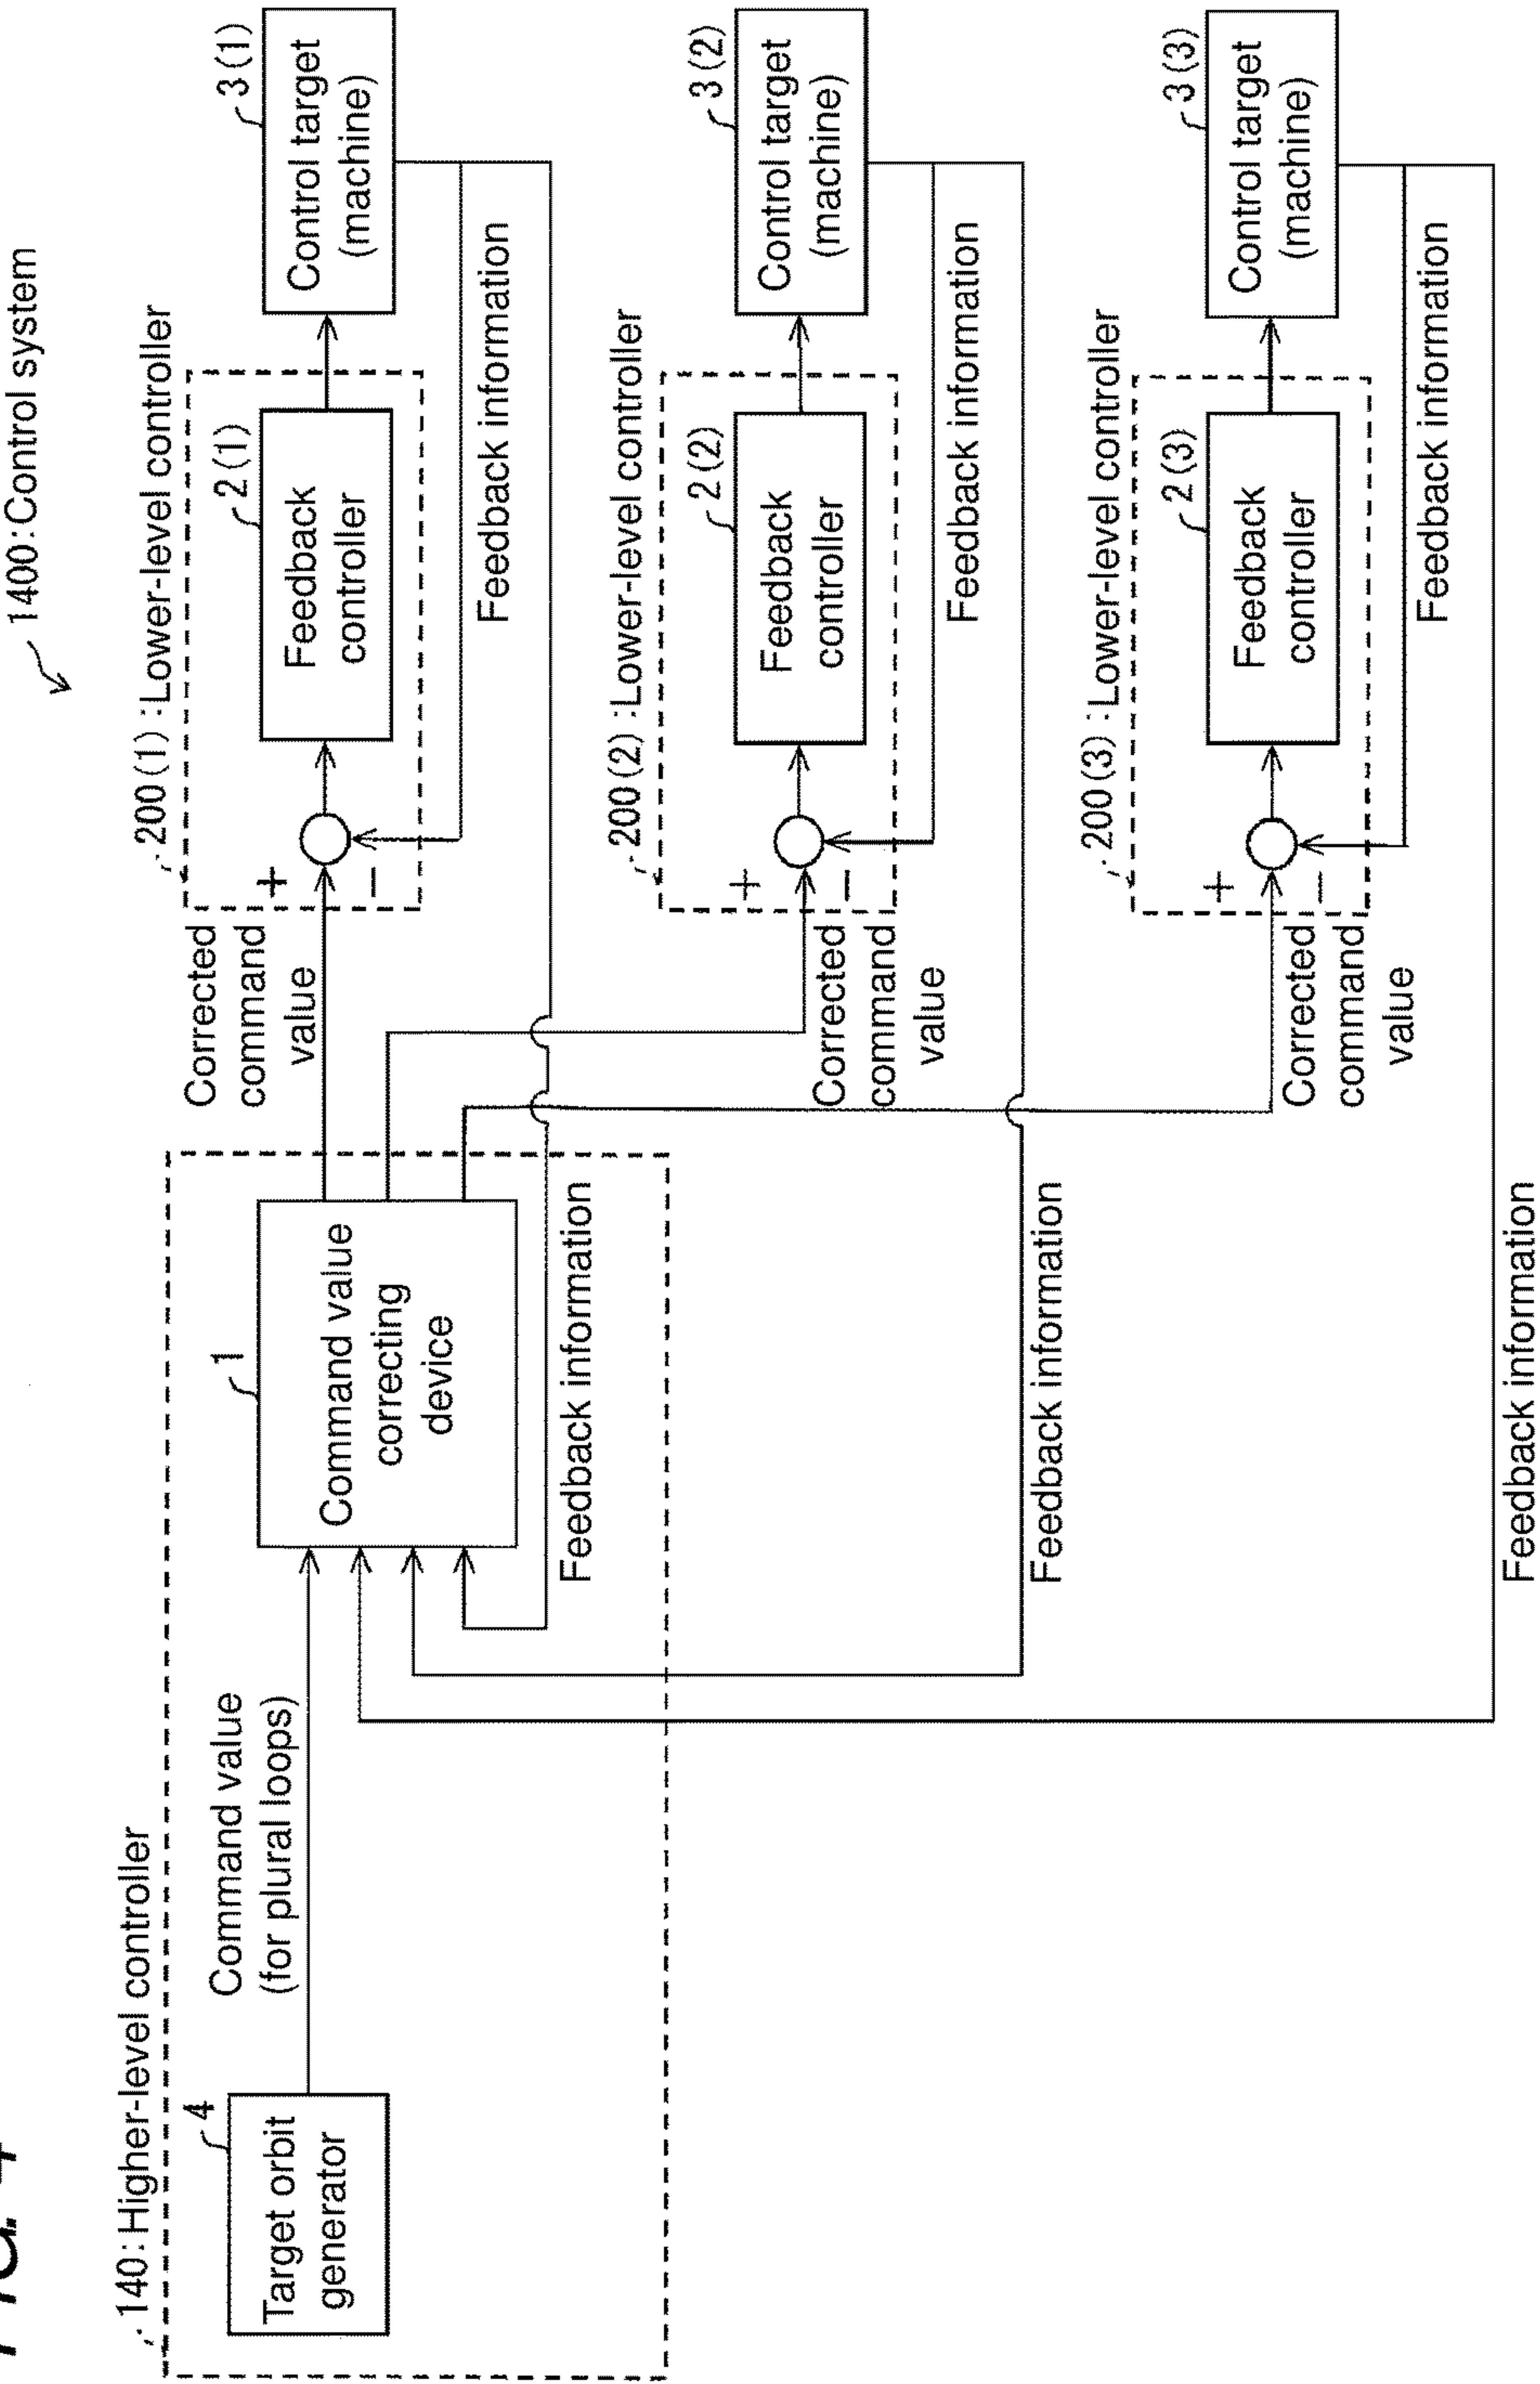 1400:Control system
140:Higher-level controller
4
Target orbit
generator
Command value
(for plural loops)
1
Command value
correcting
device
Feedback information
Feedback information
Feedback information
Corrected
command
value
+
−
200(1):Lower-level controller
2(1)
Feedback
controller
3(1)
Control target
(machine)
Feedback information
Corrected
command
value
+
−
200(2):Lower-level controller
2(2)
Feedback
controller
3(2)
Control target
(machine)
Feedback information
Corrected
command
value
+
−
200(3):Lower-level controller
2(3)
Feedback
controller
3(3)
Control target
(machine)
Feedback information